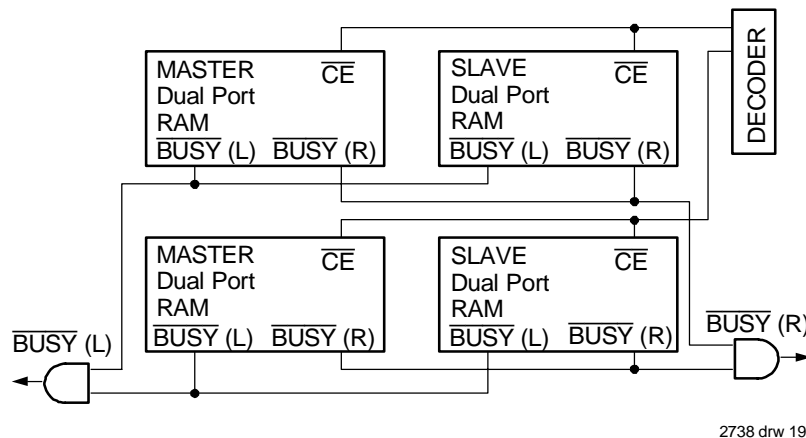 MASTER
Dual Port
RAM
CE
BUSY (L) BUSY (R)
SLAVE
Dual Port
RAM
CE
BUSY (L) BUSY (R)
DECODER
MASTER
Dual Port
RAM
CE
BUSY (L) BUSY (R)
SLAVE
Dual Port
RAM
CE
BUSY (L) BUSY (R)
BUSY (L)
BUSY (R)
2738 drw 19